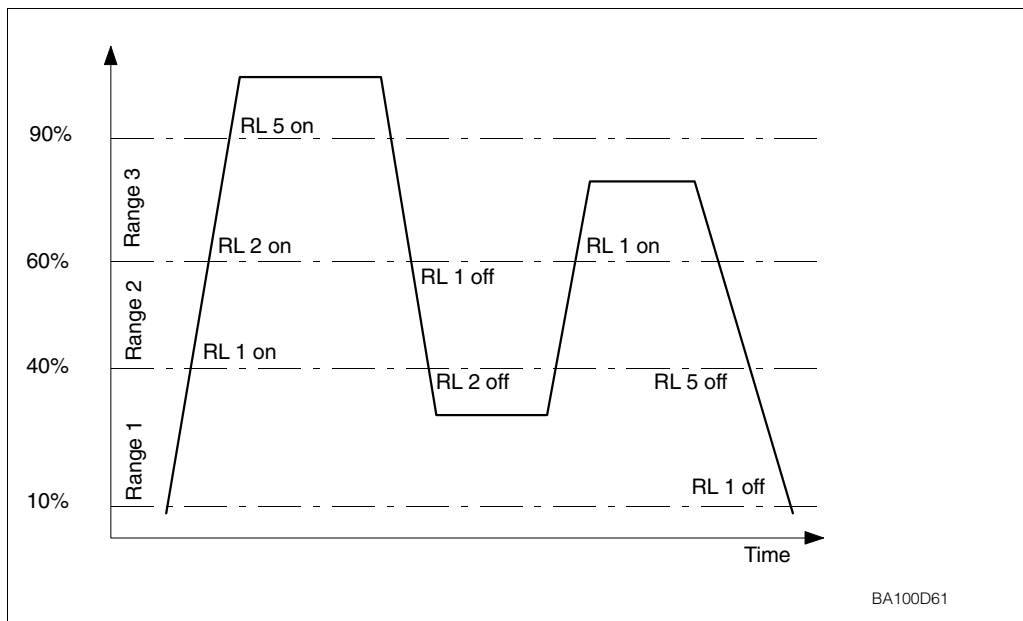 90%
RL 5 on
Range 3
RL 2 on
RL 1 on
60%
RL 1 off
Range 2
RL 1 on
40%
RL 2 off
RL 5 off
Range 1
RL 1 off
10%
Time
BA100D61